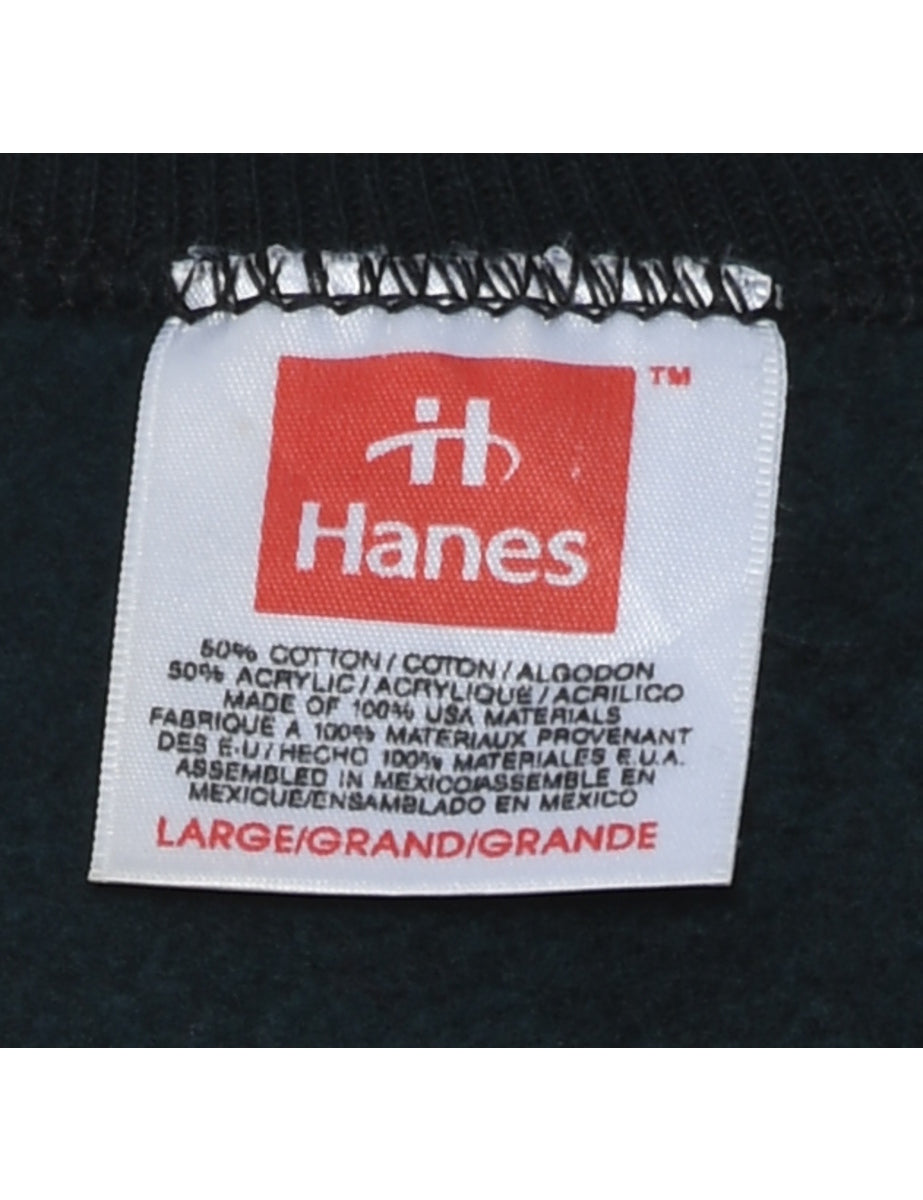 TM
H
Hanes
50% COTTON / COTON / ALGODON
50% ACRYLIC / ACRYLIQUE / ACRILICO
MADE OF 100% USA MATERIALS
FABRIQUE A 100% MATERIAUX PROVENANT
DES E-U / HECHO 100% MATERIALES E.U.A.
ASSEMBLED IN MEXICO/ASSEMBLE EN
MEXIQUE/ENSAMBLADO EN MEXICO
LARGE/GRAND/GRANDE